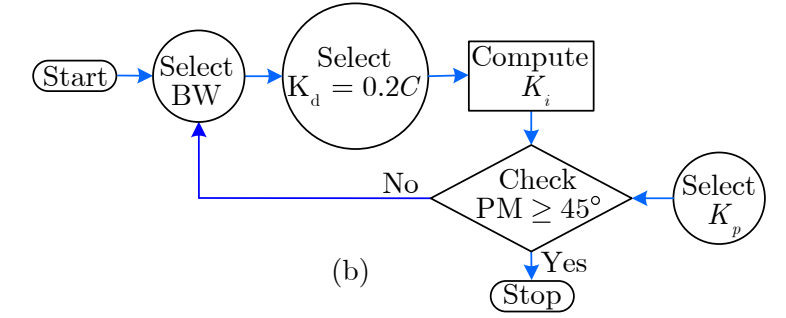 Start
Select
BW
Select
K_d = 0.2C
Compute
K_i
Check
PM ≥ 45°
Select
K_p
No
Yes
Stop
(b)